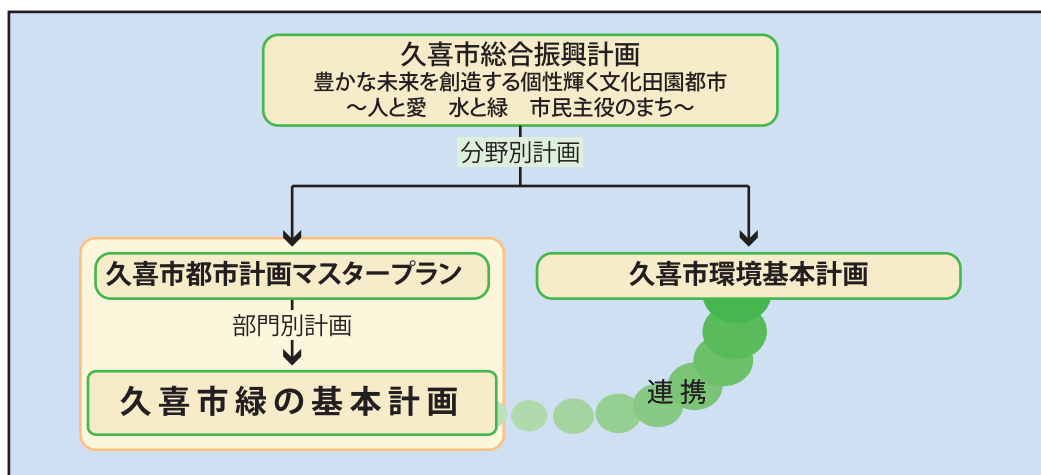 久喜市総合振興計画
豊かな未来を創造する個性輝く文化田園都市
～人と愛　水と緑　市民主役のまち～
分野別計画
久喜市都市計画マスタープラン
久喜市環境基本計画
部門別計画
連携
久喜市緑の基本計画